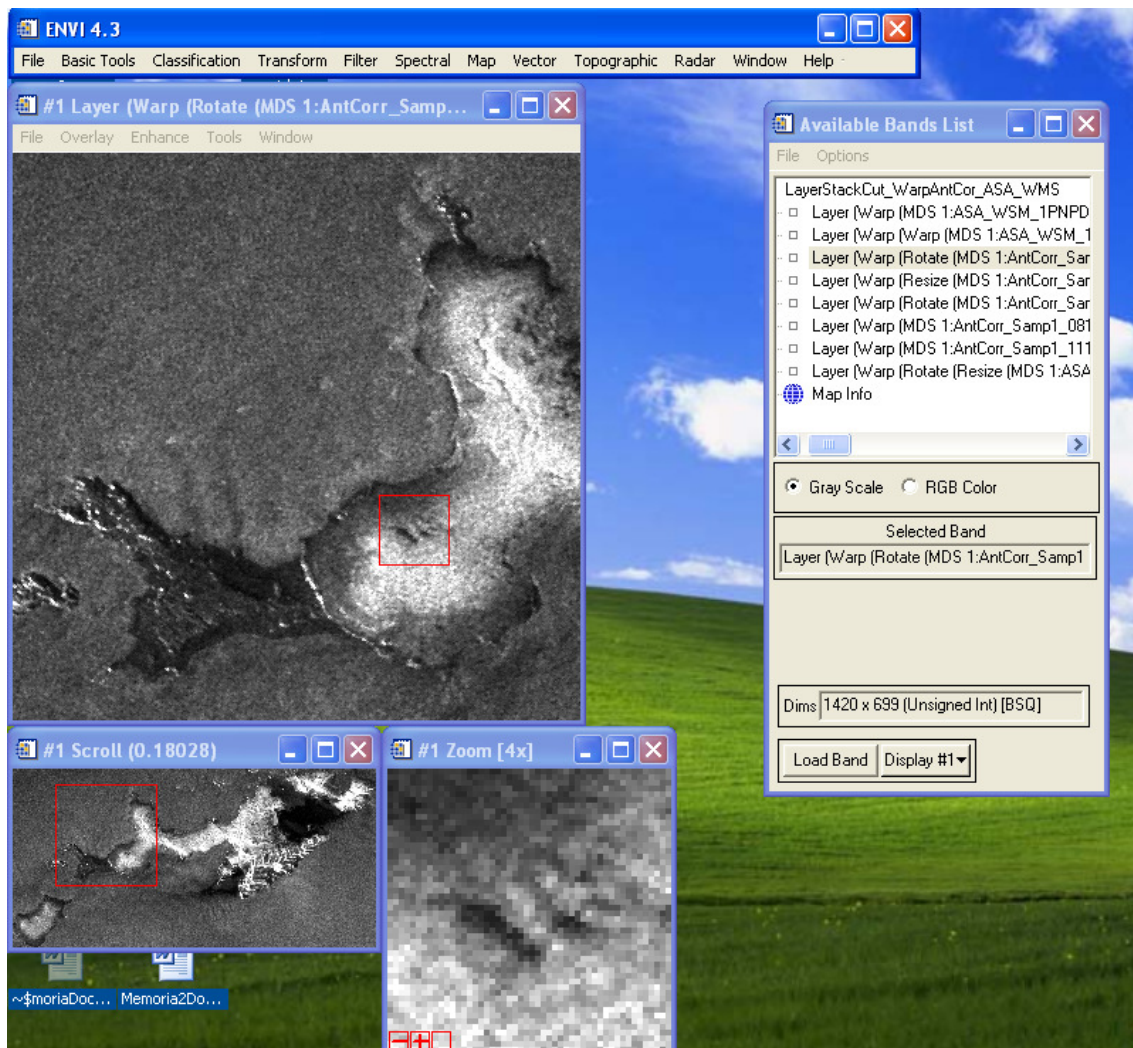 ENVI 4.3
File Basic Tools Classification Transform Filter Spectral Map Vector Topographic Radar Window Help
#1 Layer (Warp (Rotate (MDS 1:AntCorr_Samp...
File Overlay Enhance Tools Window
Available Bands List
File Options
LayerStackCut_WarpAntCor_ASA_WMS
Layer (Warp (MDS 1:ASA_WSM_1PNPD
Layer (Warp (Warp (MDS 1:ASA_WSM_1
Layer (Warp (Rotate (MDS 1:AntCorr_Sar
Layer (Warp (Resize (MDS 1:AntCorr_Sar
Layer (Warp (Rotate (MDS 1:AntCorr_Sar
Layer (Warp (MDS 1:AntCorr_Samp1_081
Layer (Warp (MDS 1:AntCorr_Samp1_111
Layer (Warp (Rotate (Resize (MDS 1:ASA
Map Info
Gray Scale RGB Color
Selected Band
Layer (Warp (Rotate (MDS 1:AntCorr_Samp1
Dims 1420 x 699 (Unsigned Int) [BSQ]
Load Band Display #1
#1 Scroll (0.18028)
#1 Zoom [4x]
~$moriaDoc... Memoria2Do...